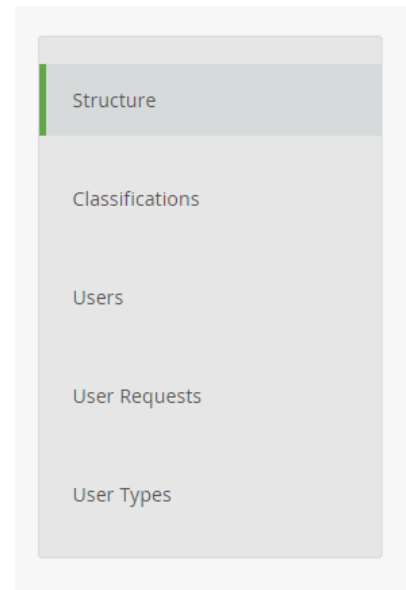 Structure
Classifications
Users
User Requests
User Types